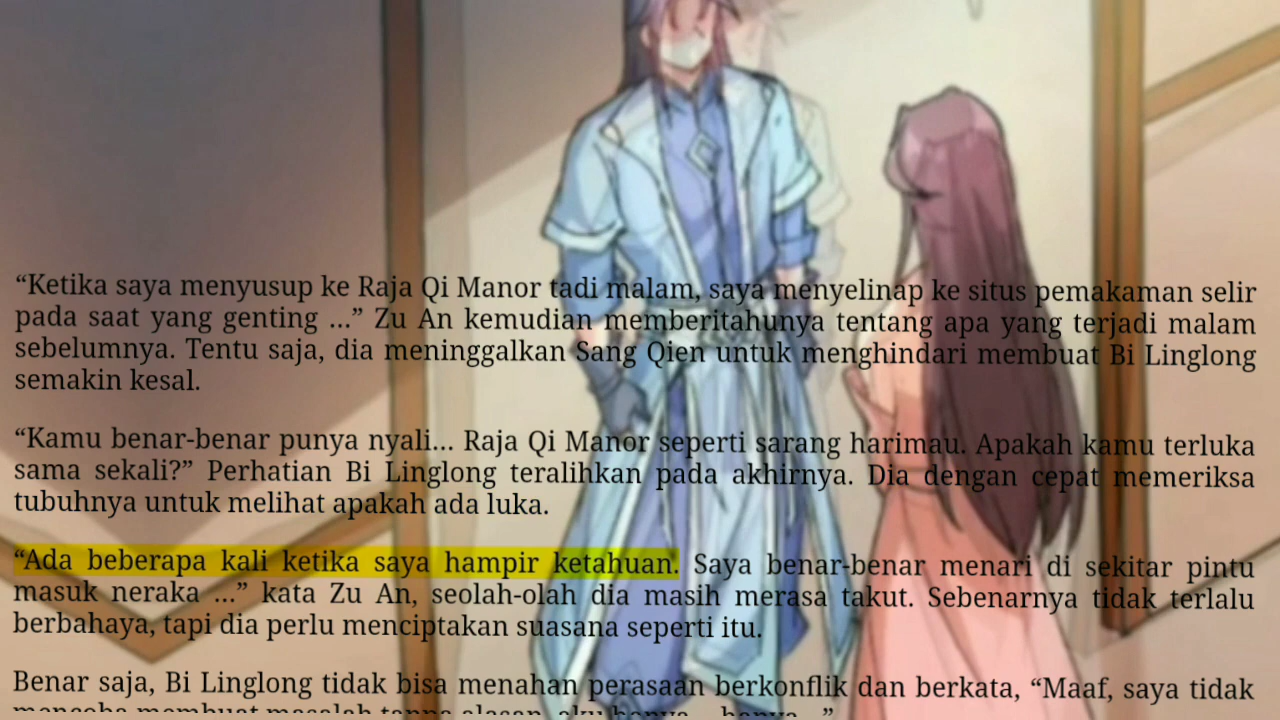 “Ketika saya menyusup ke Raja Qi Manor tadi malam, saya menyelinap ke situs pemakaman selir
pada saat yang genting ...” Zu An kemudian memberitahunya tentang apa yang terjadi malam
sebelumnya. Tentu saja, dia meninggalkan Sang Qien untuk menghindari membuat Bi Linglong
semakin kesal.
“Kamu benar-benar punya nyali... Raja Qi Manor seperti sarang harimau. Apakah kamu terluka
sama sekali?” Perhatian Bi Linglong teralihkan pada akhirnya. Dia dengan cepat memeriksa
tubuhnya untuk melihat apakah ada luka.
“Ada beberapa kali ketika saya hampir ketahuan. Saya benar-benar menari di sekitar pintu
masuk neraka ...” kata Zu An, seolah-olah dia masih merasa takut. Sebenarnya tidak terlalu
berbahaya, tapi dia perlu menciptakan suasana seperti itu.
Benar saja, Bi Linglong tidak bisa menahan perasaan berkonflik dan berkata, “Maaf, saya tidak